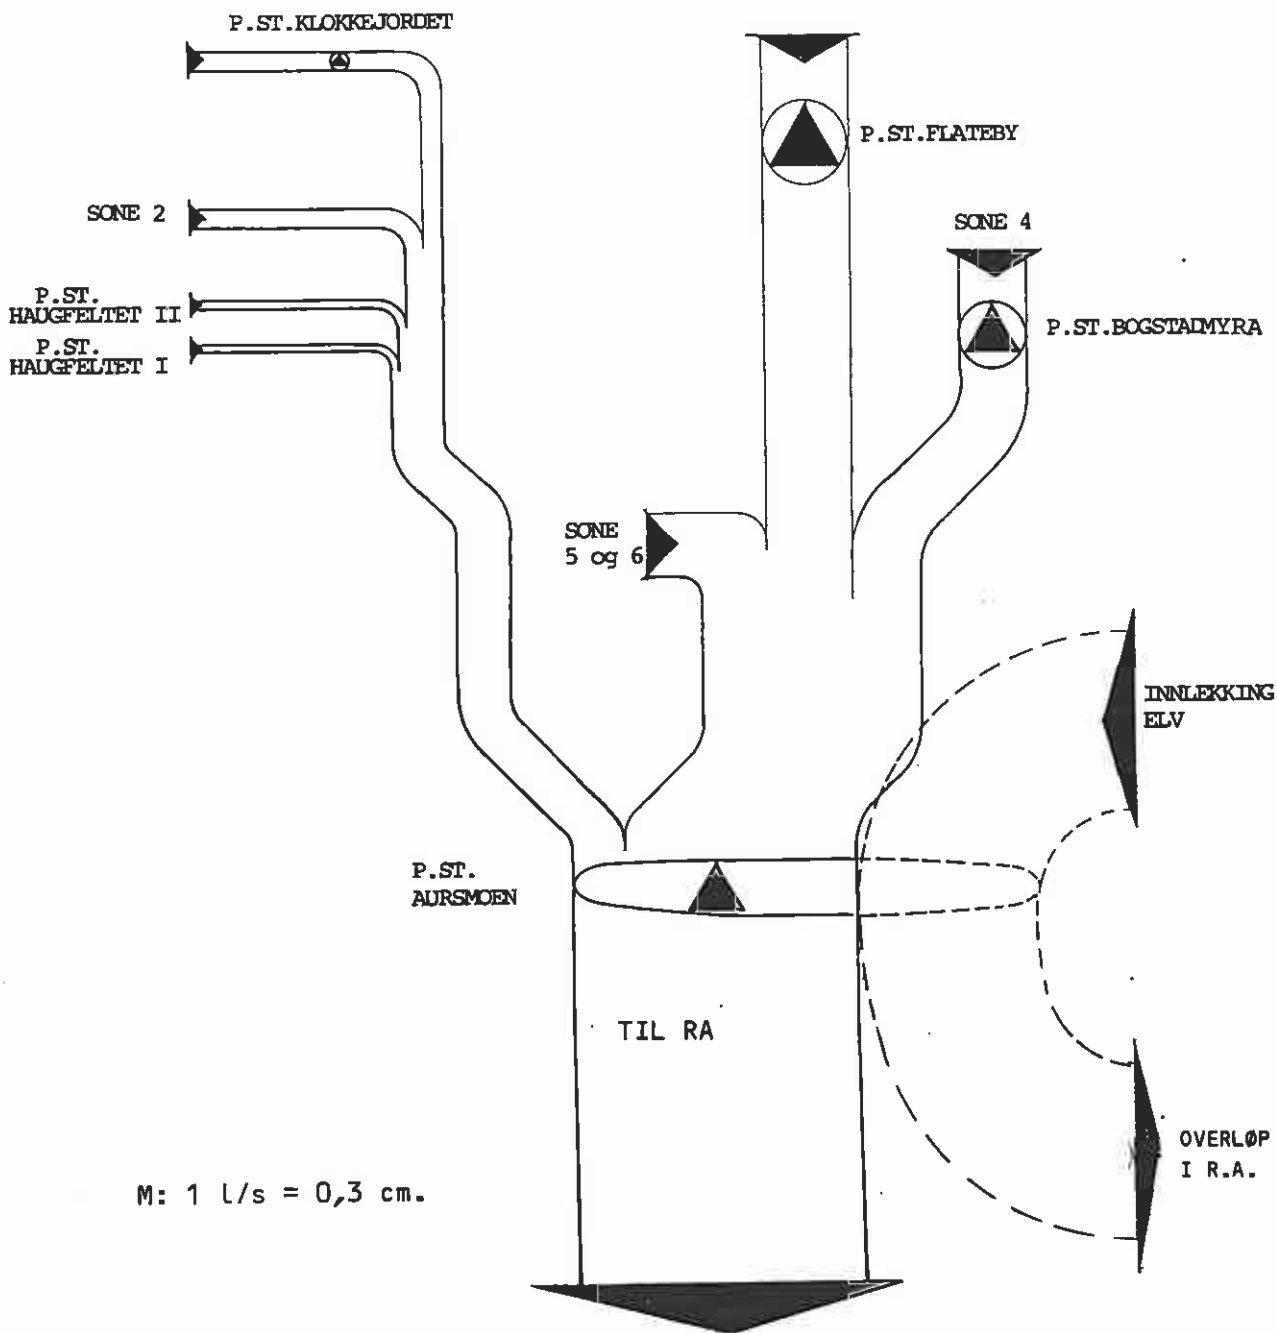 P.ST.KLOKKEJORDET
P.ST.FLATEBY
SONE 2
SONE 4
P.ST.
HAUGFELTET II
P.ST.BOGSTADMYRA
P.ST.
HAUGFELTET I
SONE
5 og 6
INNLEKKING
ELV
P.ST.
AURSMOEN
TIL RA
OVERLØP
I R.A.
M: 1 l/s = 0,3 cm.